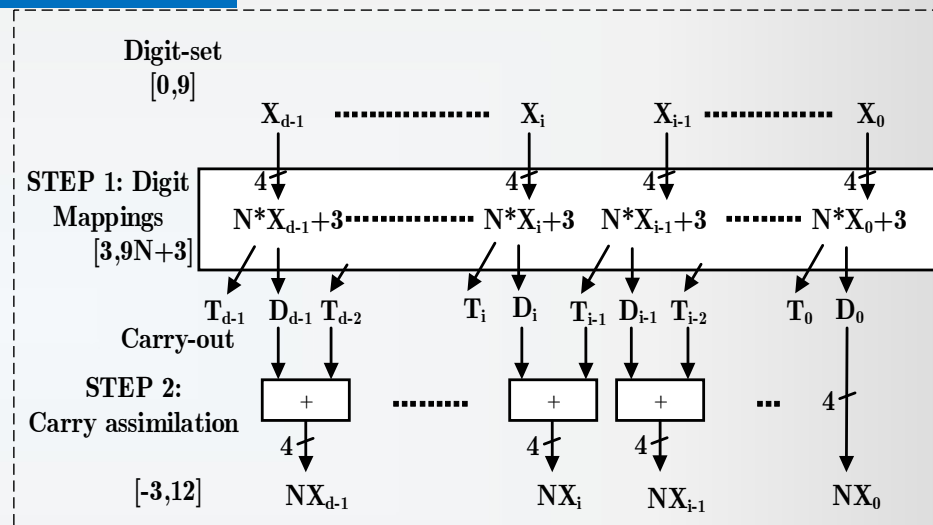 Digit-set
[0,9]
X_{d-1} X_i X_{i-1} X_0
STEP 1: Digit
Mappings
[3,9N+3]
4 4 4 4
N*X_{d-1}+3 N*X_i+3 N*X_{i-1}+3 N*X_0+3
T_{d-1} D_{d-1} T_{d-2} T_i D_i T_{i-1} D_{i-1} T_{i-2} T_0 D_0
Carry-out
STEP 2:
Carry assimilation
+ + +
4 4 4 4
[-3,12]
NX_{d-1} NX_i NX_{i-1} NX_0